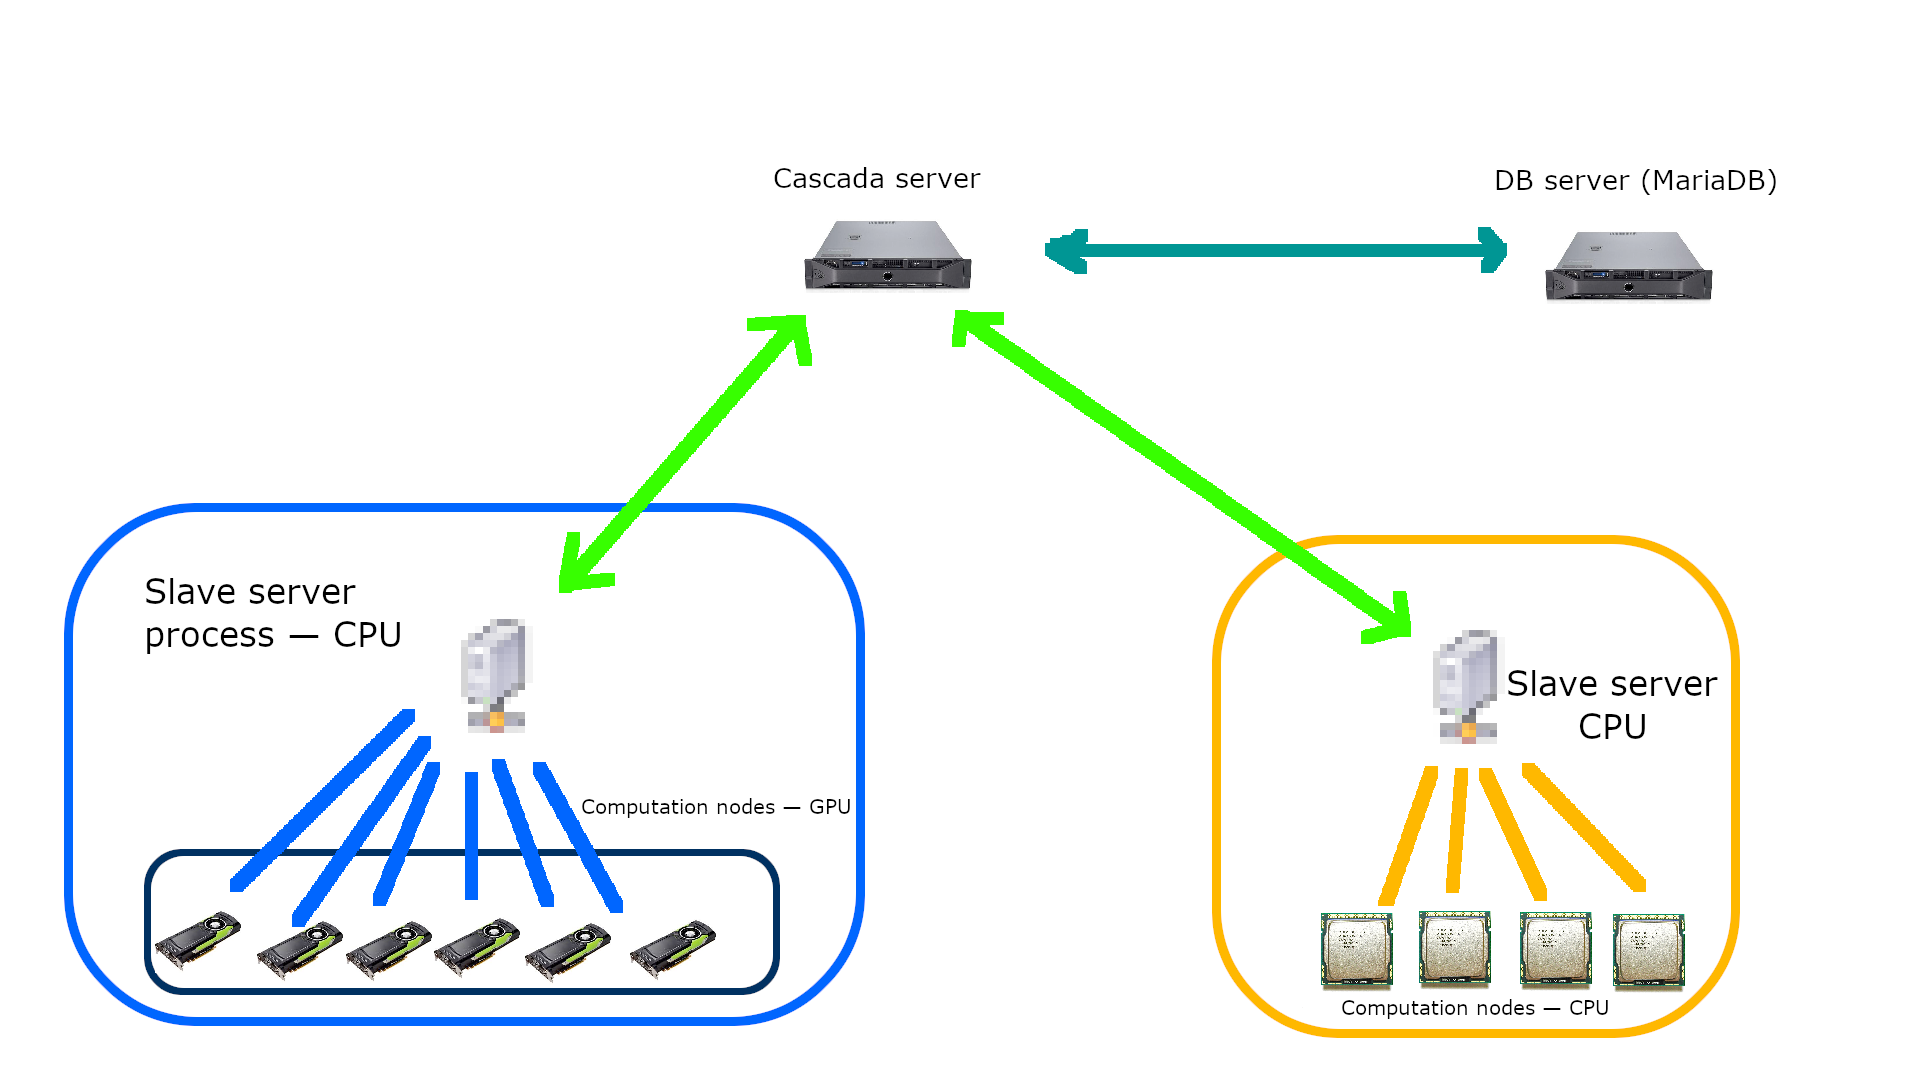 Cascada server
DB server (MariaDB)
Slave server
process — CPU
Slave server
CPU
Computation nodes — GPU
Computation nodes — CPU